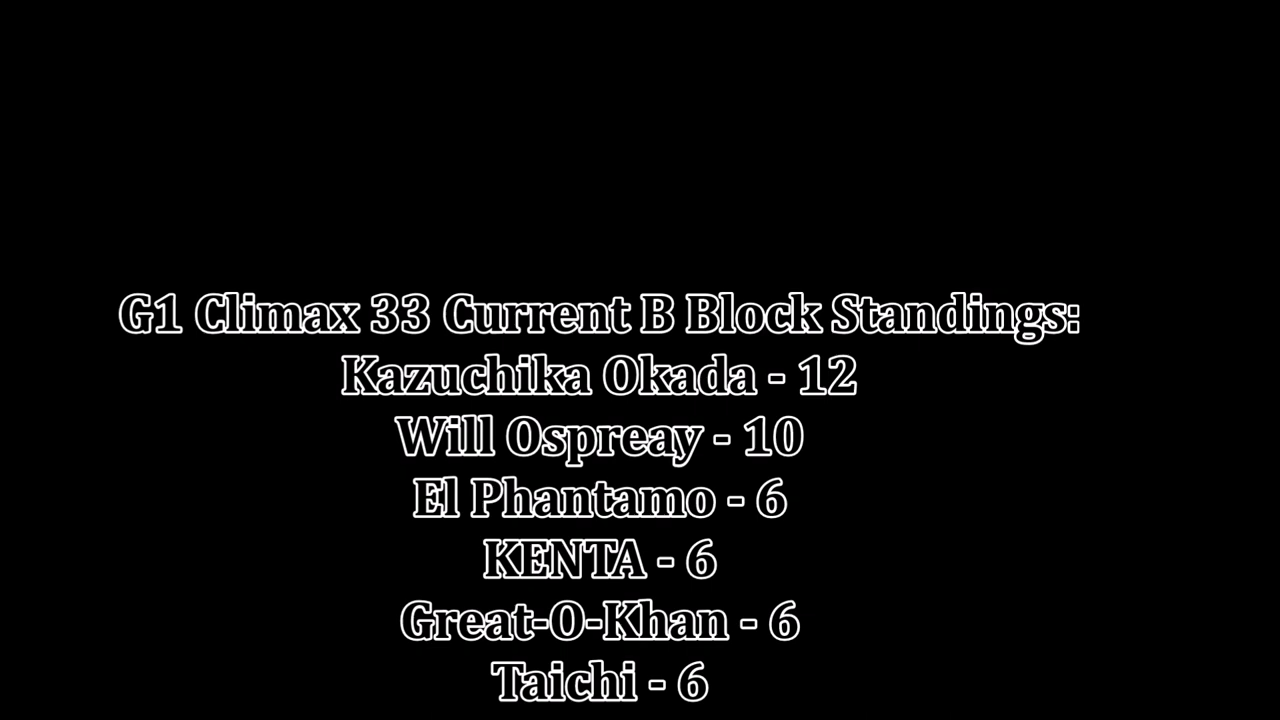 G1 Climax 33 Current B Block Standings:
Kazuchika Okada - 12
Will Ospreay - 10
El Phantamo - 6
KENTA - 6
Great-O-Khan - 6
Taichi - 6